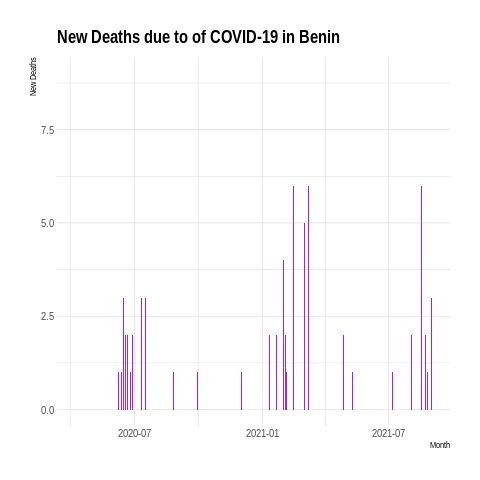 New Deaths due to of COVID-19 in Benin
New Deaths
7.5
5.0
2.5
0.0
2020-07 2021-01 2021-07
Month